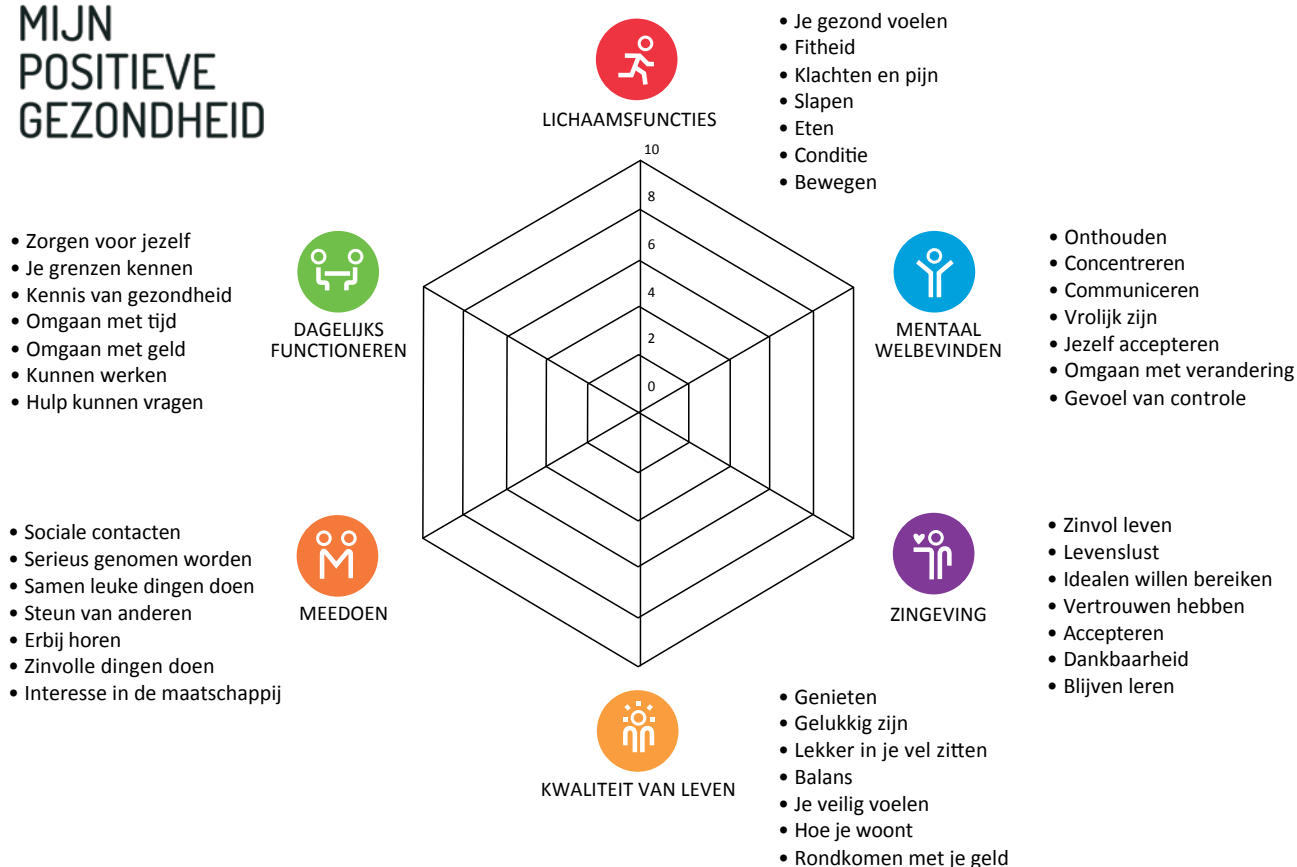 MIJN
POSITIEVE
GEZONDHEID
LICHAAMSFUNCTIES
• Je gezond voelen
• Fitheid
• Klachten en pijn
• Slapen
• Eten
• Conditie
• Bewegen
10
8
6
4
2
0
MENTAAL
WELBEVINDEN
• Onthouden
• Concentreren
• Communiceren
• Vrolijk zijn
• Jezelf accepteren
• Omgaan met verandering
• Gevoel van controle
ZINGEVING
• Zinvol leven
• Levenslust
• Idealen willen bereiken
• Vertrouwen hebben
• Accepteren
• Dankbaarheid
• Blijven leren
KWALITEIT VAN LEVEN
• Genieten
• Gelukkig zijn
• Lekker in je vel zitten
• Balans
• Je veilig voelen
• Hoe je woont
• Rondkomen met je geld
MEEDOEN
• Sociale contacten
• Serieus genomen worden
• Samen leuke dingen doen
• Steun van anderen
• Erbij horen
• Zinvolle dingen doen
• Interesse in de maatschappij
DAGELIJKS
FUNCTIONEREN
• Zorgen voor jezelf
• Je grenzen kennen
• Kennis van gezondheid
• Omgaan met tijd
• Omgaan met geld
• Kunnen werken
• Hulp kunnen vragen